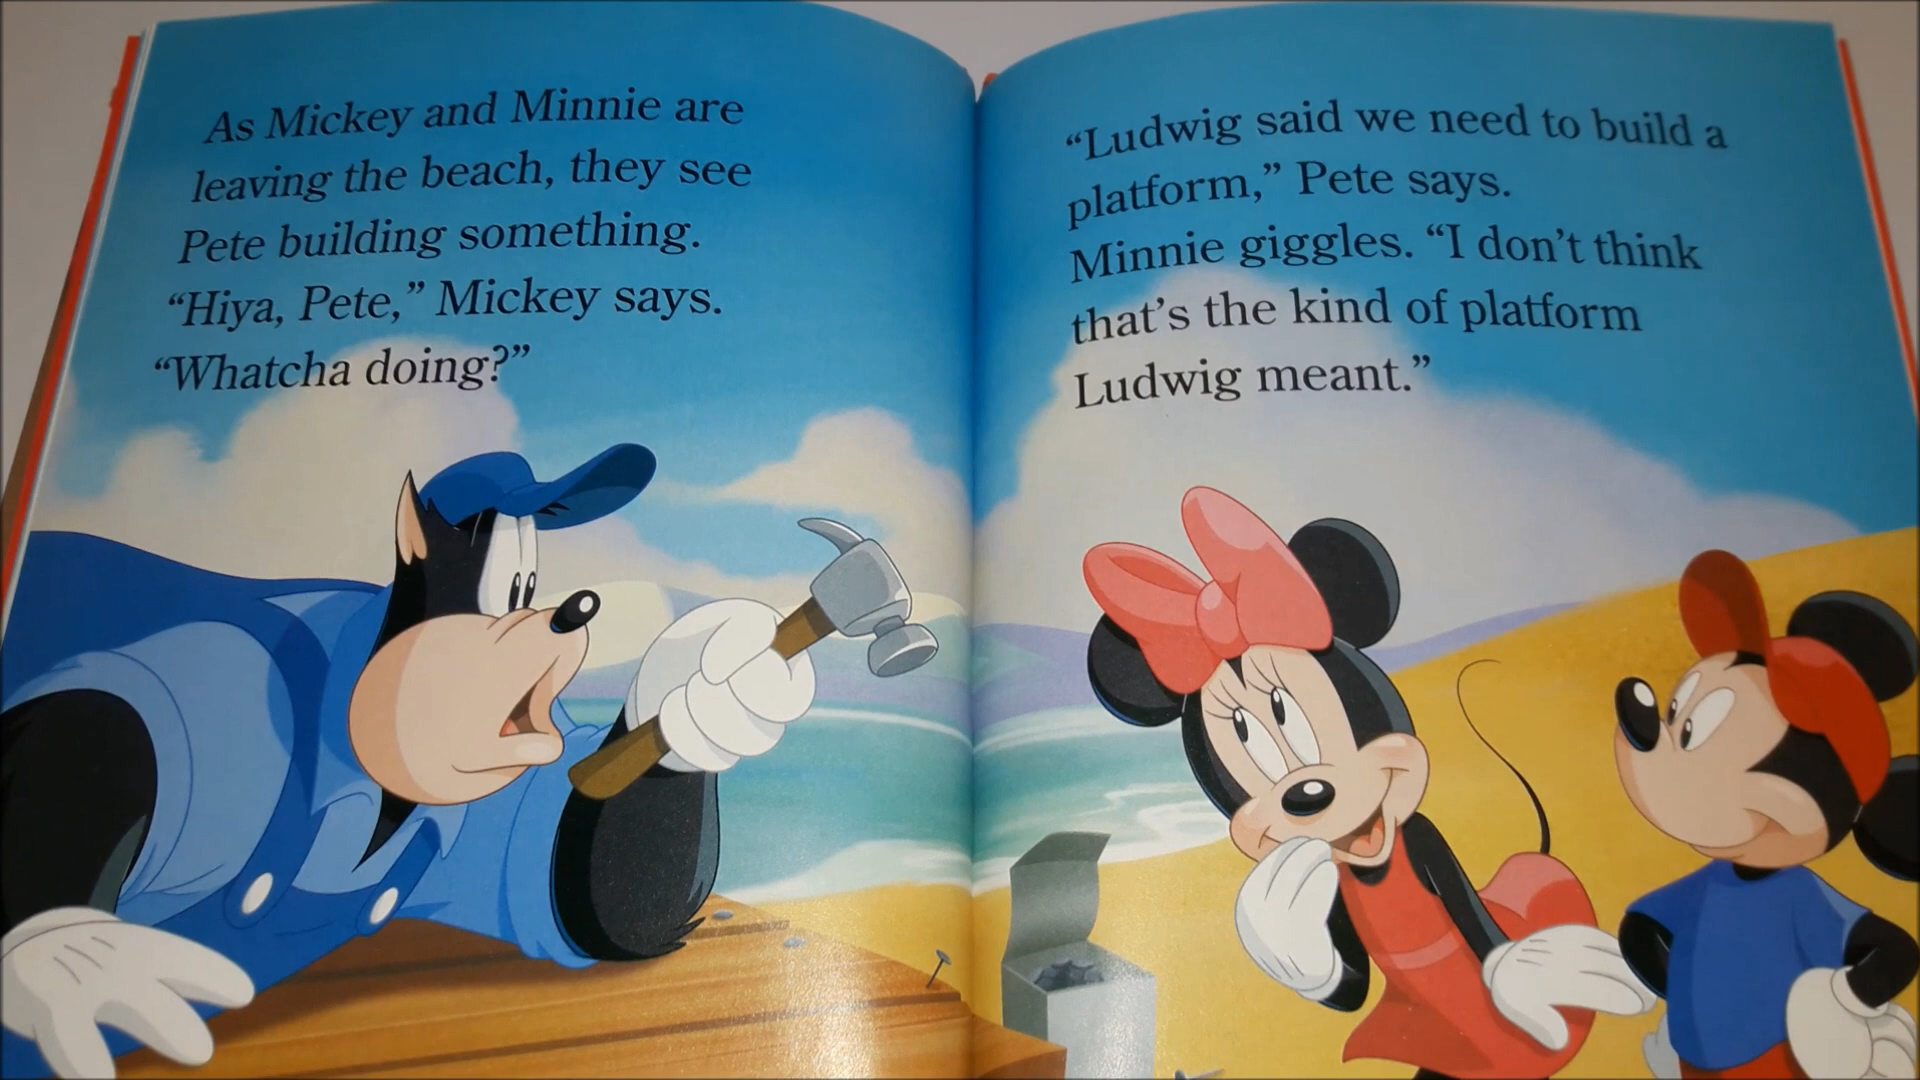 As Mickey and Minnie are
leaving the beach, they see
Pete building something.
“Hiya, Pete,” Mickey says.
“Whatcha doing?”
“Ludwig said we need to build a
platform,” Pete says.
Minnie giggles. “I don’t think
that’s the kind of platform
Ludwig meant.”